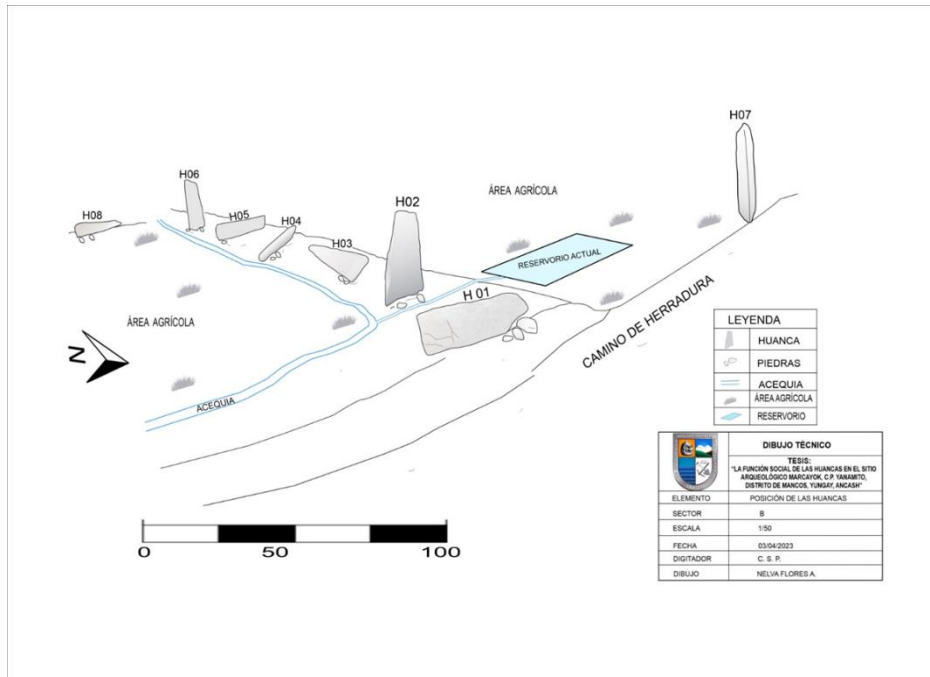 H07
H06
H08
H05
H04
H02
H03
ÁREA AGRÍCOLA
RESERVORIO ACTUAL
H 01
ÁREA AGRÍCOLA
CAMINO DE HERRADURA
N
ACEQUIA
0 50 100
LEYENDA
HUANCA
PIEDRAS
ACEQUIA
ÁREA AGRÍCOLA
RESERVORIO
DIBUJO TÉCNICO
TESIS:
"LA FUNCIÓN SOCIAL DE LAS HUANCAS EN EL SITIO
ARQUEOLÓGICO MARCAYOK, C.P. YANAMITO,
DISTRITO DE MANCOS, YUNGAY, ANCASH"
ELEMENTO POSICIÓN DE LAS HUANCAS
SECTOR B
ESCALA 1/50
FECHA 03/04/2023
DIGITADOR C. S. P.
DIBUJO NELVA FLORES A.